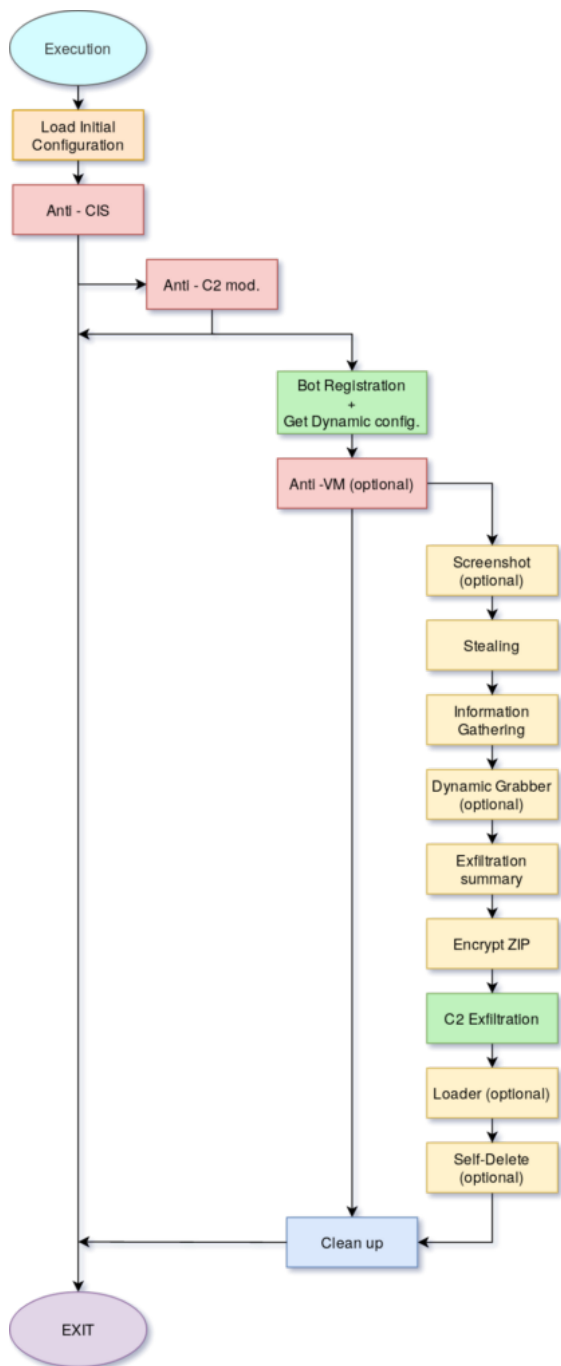 Execution
Load Initial
Configuration
Anti - CIS
Anti - C2 mod.
Bot Registration
+
Get Dynamic config.
Anti -VM (optional)
Screenshot
(optional)
Stealing
Information
Gathering
Dynamic Grabber
(optional)
Exfiltration
summary
Encrypt ZIP
C2 Exfiltration
Loader (optional)
Self-Delete
(optional)
Clean up
EXIT